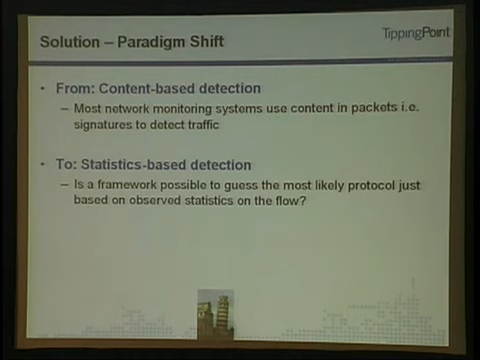 Solution – Paradigm Shift
TippingPoint
• From: Content-based detection
– Most network monitoring systems use content in packets i.e.
signatures to detect traffic
• To: Statistics-based detection
– Is a framework possible to guess the most likely protocol just
based on observed statistics on the flow?